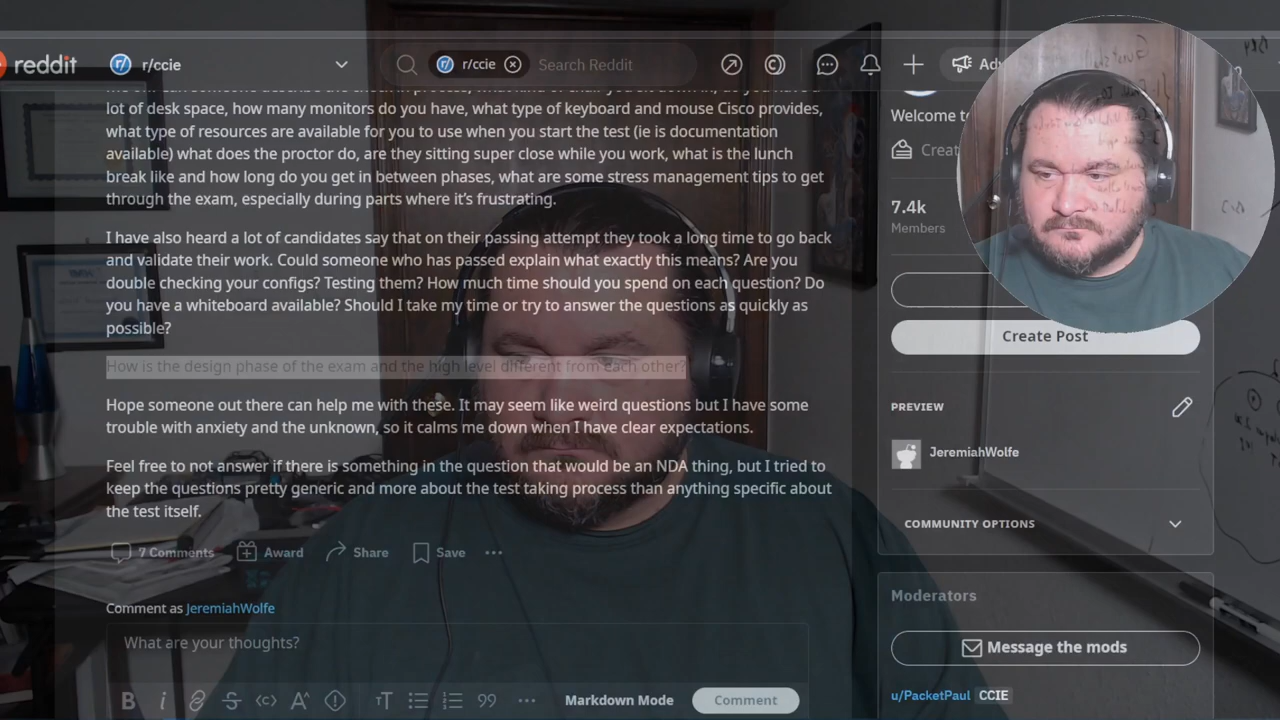 reddit
r/ccie
r/ccie
Search Reddit
lot of desk space, how many monitors do you have, what type of keyboard and mouse Cisco provides,
what type of resources are available for you to use when you start the test (ie is documentation
available) what does the proctor do, are they sitting super close while you work, what is the lunch
break like and how long do you get in between phases, what are some stress management tips to get
through the exam, especially during parts where it's frustrating.
I have also heard a lot of candidates say that on their passing attempt they took a long time to go back
and validate their work. Could someone who has passed explain what exactly this means? Are you
double checking your configs? Testing them? How much time should you spend on each question? Do
you have a whiteboard available? Should I take my time or try to answer the questions as quickly as
possible?
How is the design phase of the exam and the high level different from each other?
Hope someone out there can help me with these. It may seem like weird questions but I have some
trouble with anxiety and the unknown, so it calms me down when I have clear expectations.
Feel free to not answer if there is something in the question that would be an NDA thing, but I tried to
keep the questions pretty generic and more about the test taking process than anything specific about
the test itself.
7 Comments
Award
Share
Save
Comment as JeremiahWolfe
What are your thoughts?
Markdown Mode
Comment
Welcome
7.4k
Members
Create Post
PREVIEW
JeremiahWolfe
COMMUNITY OPTIONS
Moderators
Message the mods
u/PacketPaul CCIE